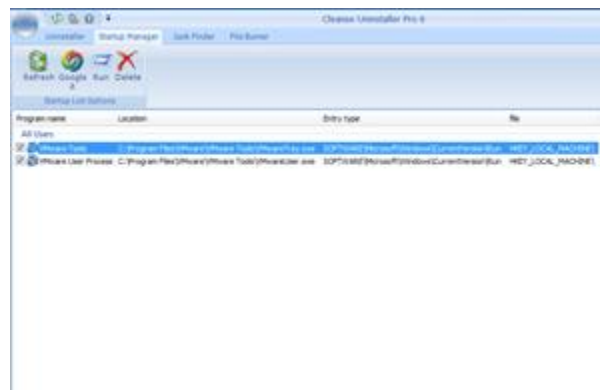 Cleanse Uninstaller Pro 6
Uninstaller Startup Manager Junk Finder File Burner
Refresh Google It Run Delete
Startup List Options
Program name Location Entry type file
All Users
VMware Tools C:\Program Files\VMware\VMware Tools\VMwareTray.exe SOFTWARE\Microsoft\Windows\CurrentVersion\Run HKEY_LOCAL_MACHINE\
VMware User Process C:\Program Files\VMware\VMware Tools\VMwareUser.exe SOFTWARE\Microsoft\Windows\CurrentVersion\Run HKEY_LOCAL_MACHINE\